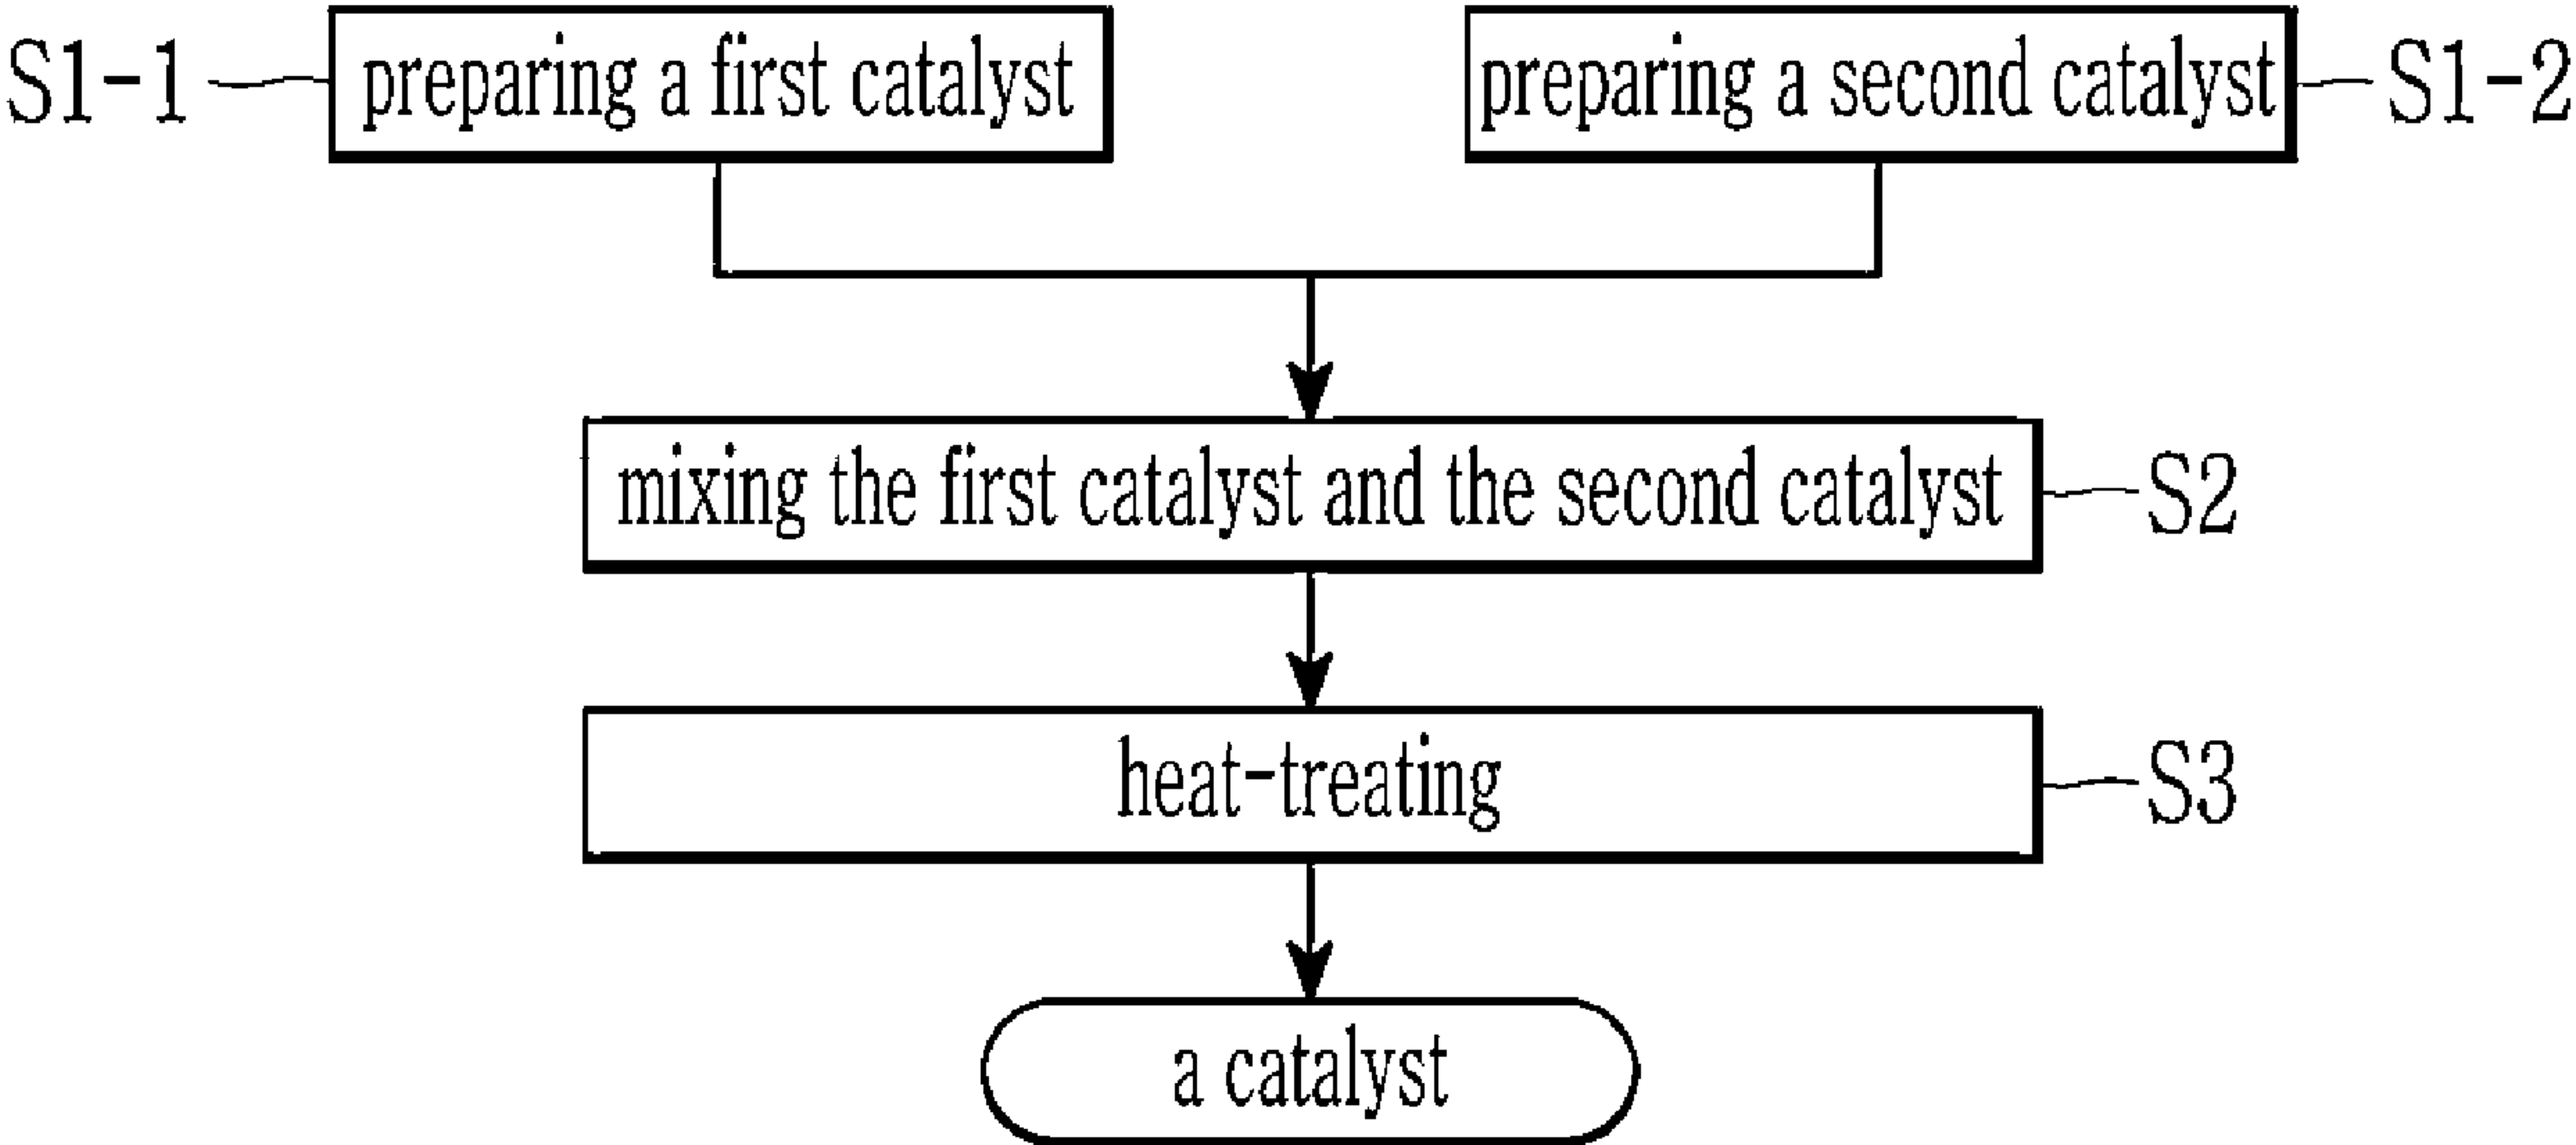 S1-1
preparing a first catalyst
preparing a second catalyst
S1-2
mixing the first catalyst and the second catalyst
S2
heat-treating
S3
a catalyst